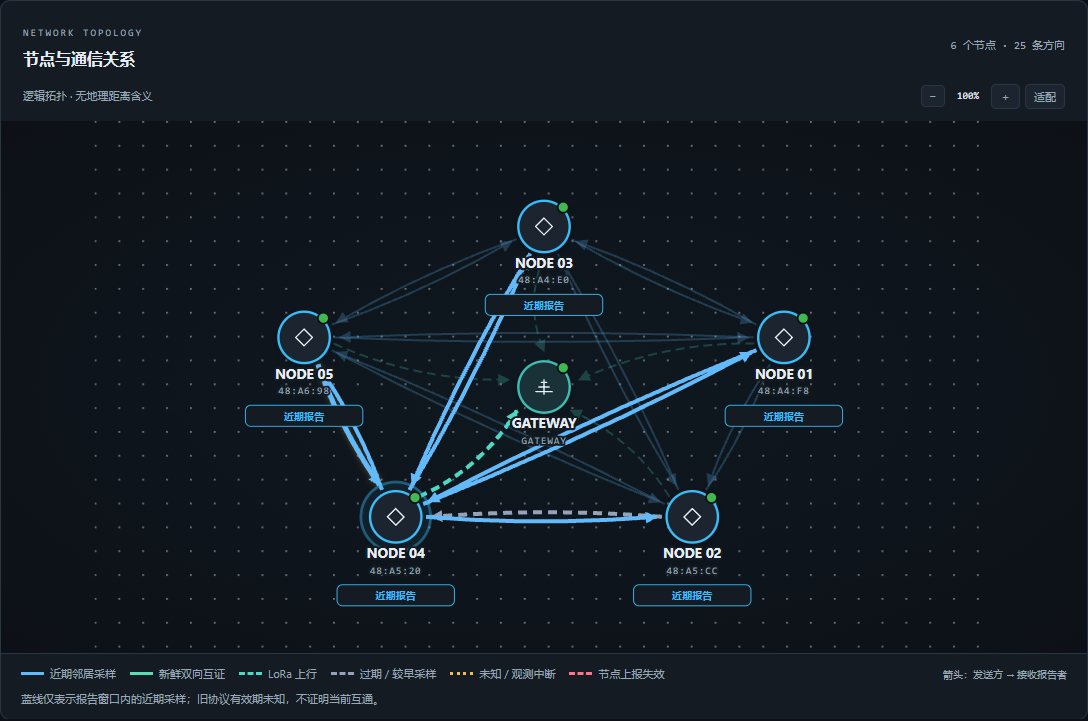 NETWORK TOPOLOGY
节点与通信关系
6 个节点 · 25 条方向
逻辑拓扑 · 无地理距离含义
−
100%
+
适配
NODE 03
48:A4:E0
近期报告
NODE 05
48:A6:98
近期报告
NODE 01
48:A4:F8
近期报告
GATEWAY
GATEWAY
NODE 04
48:A5:20
近期报告
NODE 02
48:A5:CC
近期报告
近期邻居采样
新鲜双向互证
LoRa 上行
过期 / 较早采样
未知 / 观测中断
节点上报失效
箭头：发送方 → 接收报告者
蓝线仅表示报告窗口内的近期采样；旧协议有效期未知，不证明当前互通。